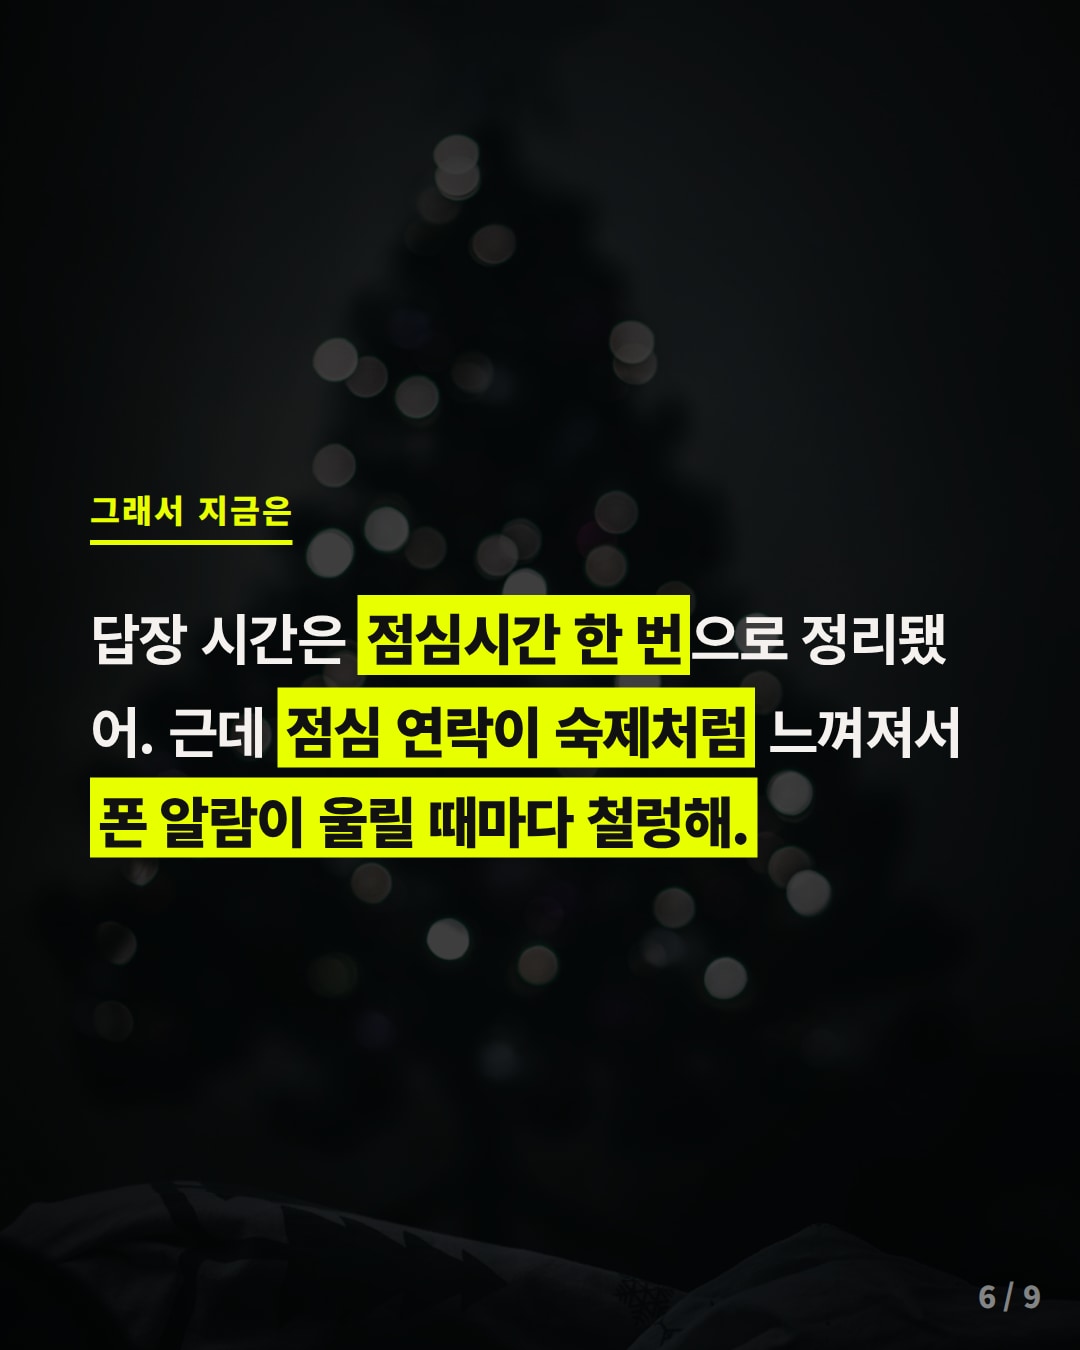 그래서 지금은
답장 시간은 점심시간 한 번으로 정리됐
어. 근데 점심 연락이 숙제처럼 느껴져서
폰 알람이 울릴 때마다 철렁해.
6 / 9